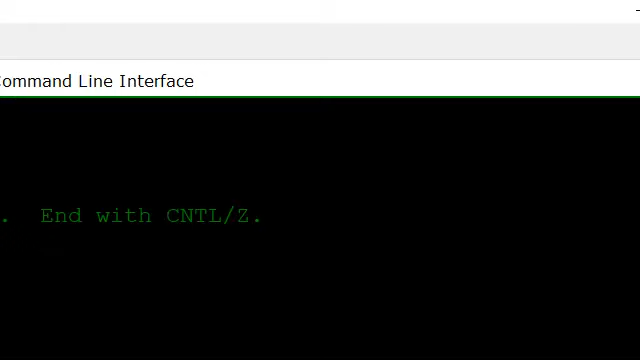 ommand Line Interface
. End with CNTL/Z.